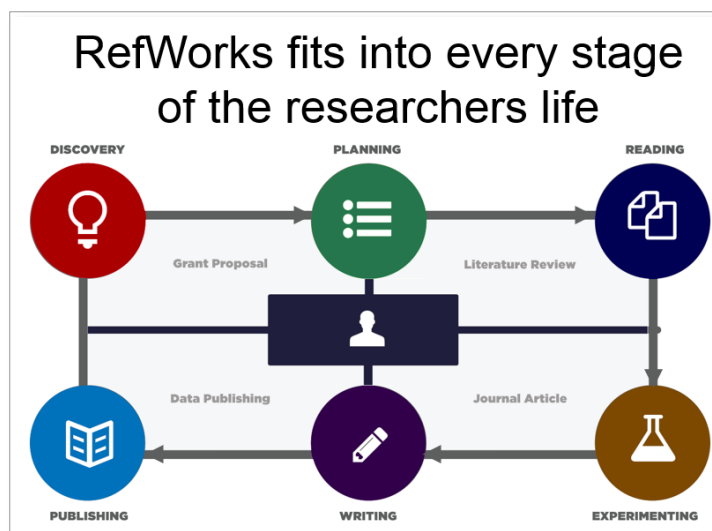 RefWorks fits into every stage
of the researchers life
DISCOVERY
PLANNING
READING
Grant Proposal
Literature Review
Data Publishing
Journal Article
PUBLISHING
WRITING
EXPERIMENTING